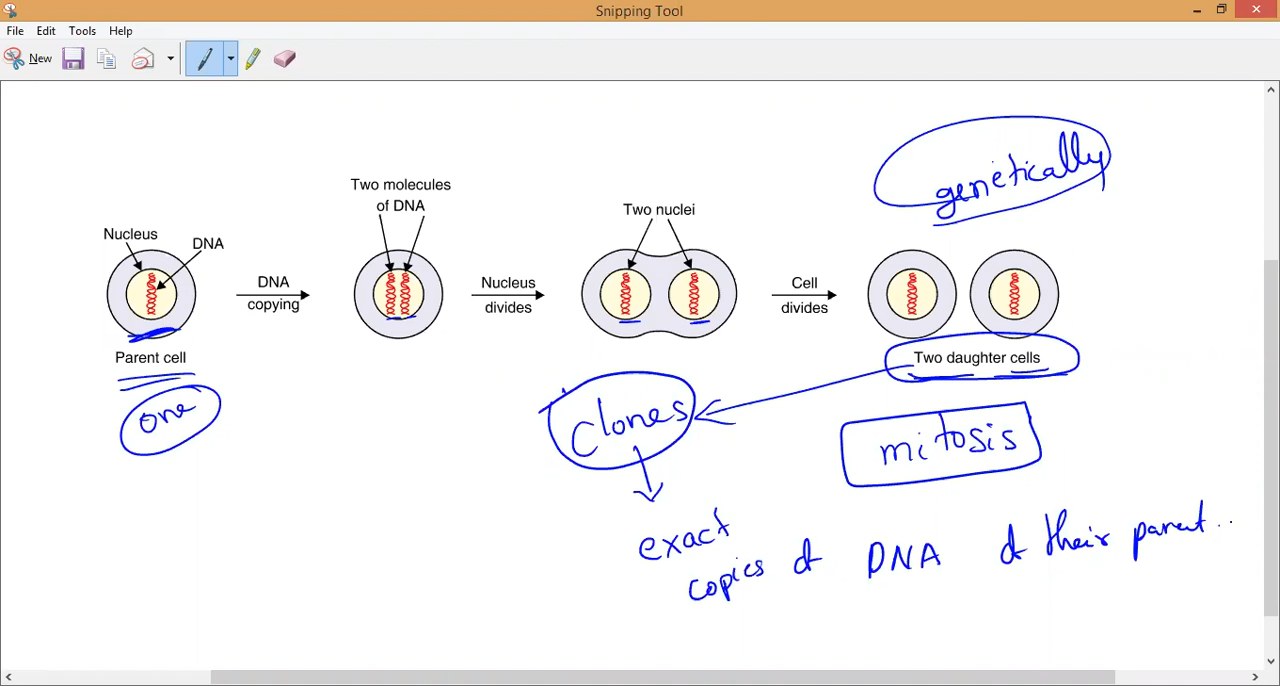 Snipping Tool
File Edit Tools Help
New
genetically
Two molecules
of DNA
Two nuclei
Nucleus
DNA
DNA
copying
Nucleus
divides
Cell
divides
Parent cell
Two daughter cells
one
Clones
mitosis
exact
copies of DNA of their parent..